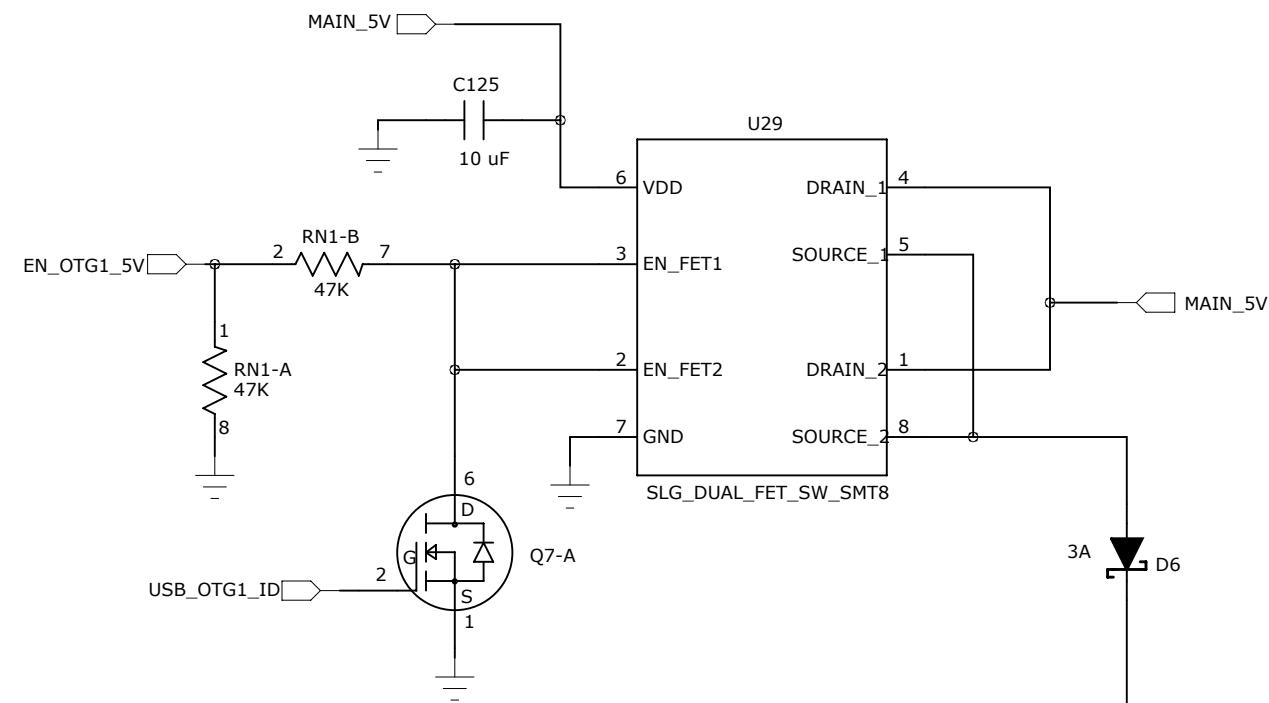 MAIN_5V
C125
10 uF
U29
6 VDD
DRAIN_1 4
SOURCE_1 5
RN1-B
2 7
47K
EN_OTG1_5V
3 EN_FET1
MAIN_5V
1
RN1-A
47K
8
2 EN_FET2
DRAIN_2 1
7 GND
SOURCE_2 8
SLG_DUAL_FET_SW_SMT8
6
D
G
S
Q7-A
2
USB_OTG1_ID
1
3A
D6